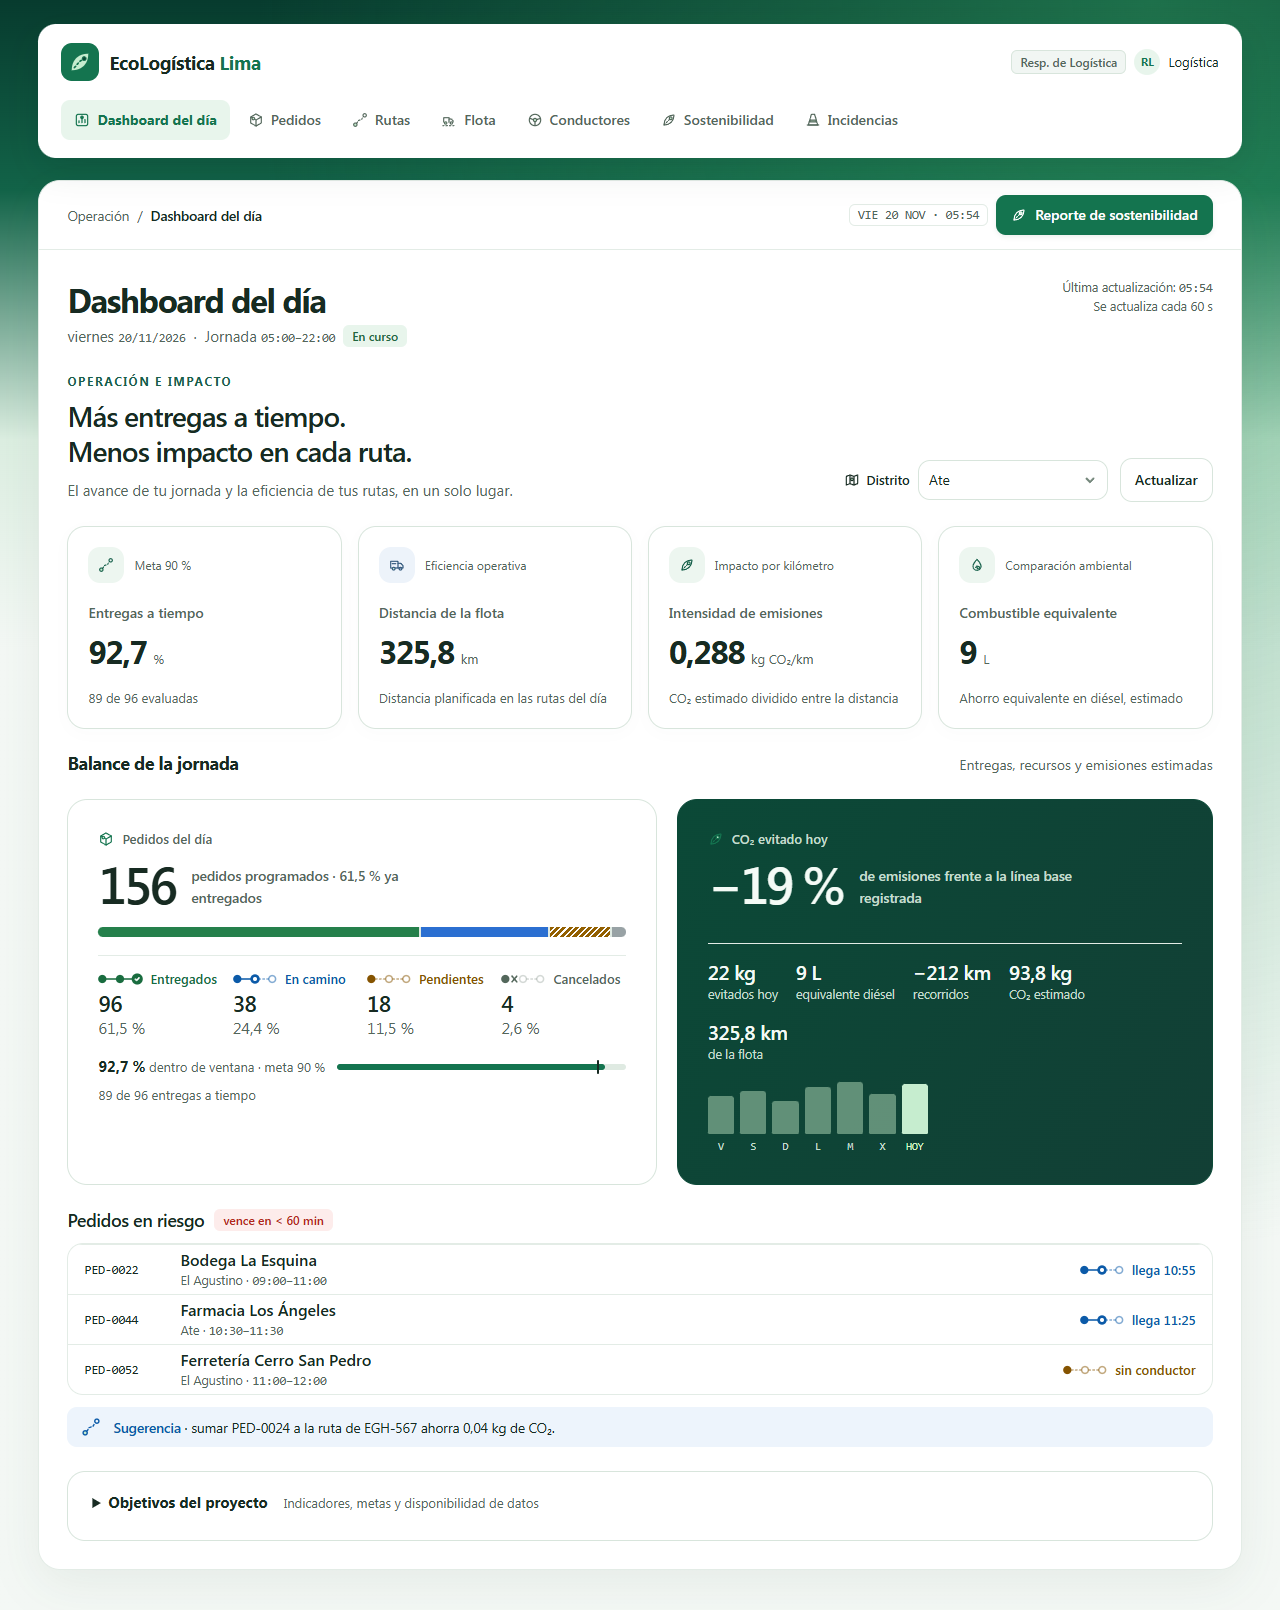 EcoLogística Lima
Resp. de Logística
RL
Logística
Dashboard del día
Pedidos
Rutas
Flota
Conductores
Sostenibilidad
Incidencias
Operación / Dashboard del día
VIE 20 NOV · 05:54
Reporte de sostenibilidad
Dashboard del día
Última actualización: 05:54
Se actualiza cada 60 s
viernes 20/11/2026 · Jornada 05:00–22:00
En curso
OPERACIÓN E IMPACTO
Más entregas a tiempo.
Menos impacto en cada ruta.
El avance de tu jornada y la eficiencia de tus rutas, en un solo lugar.
Distrito
Ate
Actualizar
Meta 90 %
Entregas a tiempo
92,7 %
89 de 96 evaluadas
Eficiencia operativa
Distancia de la flota
325,8 km
Distancia planificada en las rutas del día
Impacto por kilómetro
Intensidad de emisiones
0,288 kg CO₂/km
CO₂ estimado dividido entre la distancia
Comparación ambiental
Combustible equivalente
9 L
Ahorro equivalente en diésel, estimado
Balance de la jornada
Entregas, recursos y emisiones estimadas
Pedidos del día
156
pedidos programados · 61,5 % ya
entregados
Entregados
96
61,5 %
En camino
38
24,4 %
Pendientes
18
11,5 %
Cancelados
4
2,6 %
92,7 % dentro de ventana · meta 90 %
89 de 96 entregas a tiempo
CO₂ evitado hoy
−19 %
de emisiones frente a la línea base
registrada
22 kg
evitados hoy
9 L
equivalente diésel
−212 km
recorridos
93,8 kg
CO₂ estimado
325,8 km
de la flota
V S D L M X HOY
Pedidos en riesgo
vence en < 60 min
PED-0022
Bodega La Esquina
El Agustino · 09:00–11:00
llega 10:55
PED-0044
Farmacia Los Ángeles
Ate · 10:30–11:30
llega 11:25
PED-0052
Ferretería Cerro San Pedro
El Agustino · 11:00–12:00
sin conductor
Sugerencia · sumar PED-0024 a la ruta de EGH-567 ahorra 0,04 kg de CO₂.
Objetivos del proyecto
Indicadores, metas y disponibilidad de datos